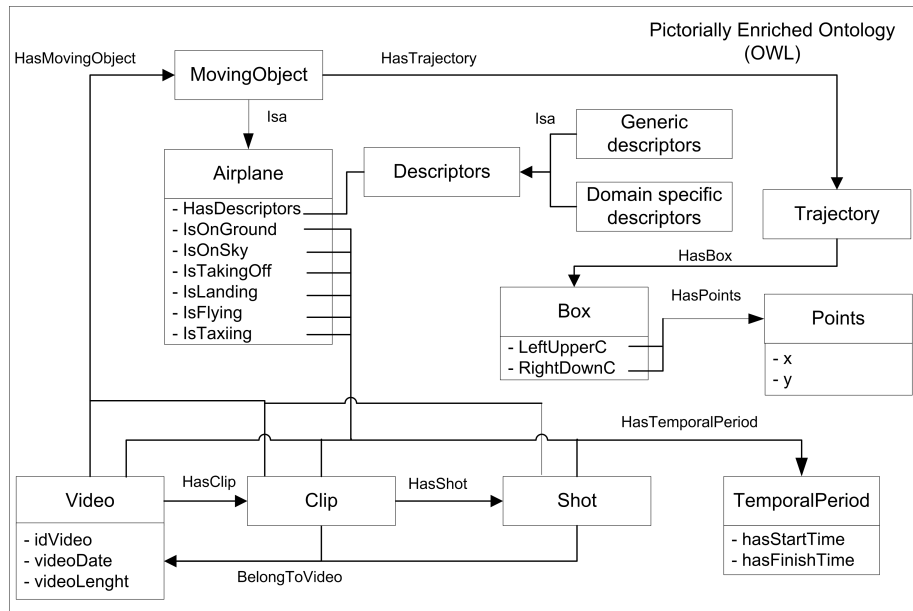 Pictorially Enriched Ontology
(OWL)
HasMovingObject
MovingObject
HasTrajectory
Isa
Airplane
- HasDescriptors
- IsOnGround
- IsOnSky
- IsTakingOff
- IsLanding
- IsFlying
- IsTaxiing
Descriptors
Isa
Generic
descriptors
Domain specific
descriptors
Trajectory
HasBox
Box
- LeftUpperC
- RightDownC
HasPoints
Points
- x
- y
HasTemporalPeriod
Video
- idVideo
- videoDate
- videoLenght
HasClip
Clip
HasShot
Shot
TemporalPeriod
- hasStartTime
- hasFinishTime
BelongToVideo